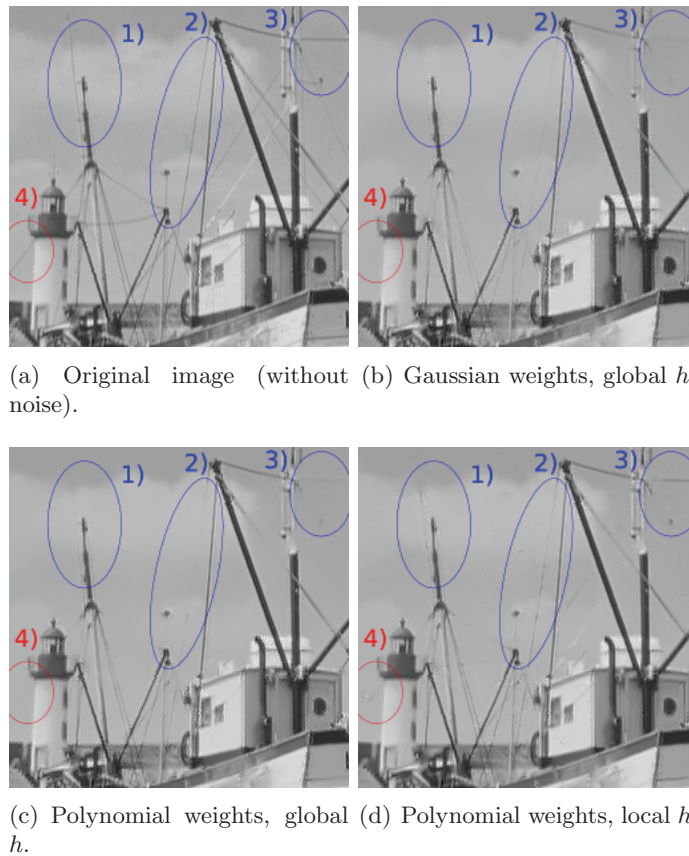 1)
2)
3)
4)
1)
2)
3)
4)
(a) Original image (without
noise).
(b) Gaussian weights, global h
1)
2)
3)
4)
1)
2)
3)
4)
(c) Polynomial weights, global
h.
(d) Polynomial weights, local h